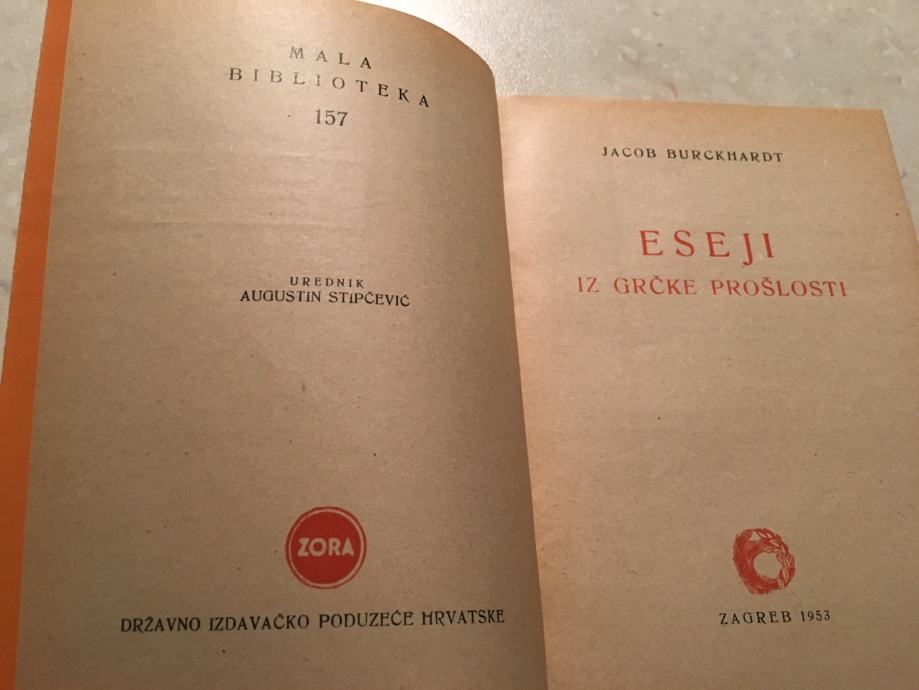 MALA
BIBLIOTEKA
157
UREDNIK
AUGUSTIN STIPČEVIĆ
ZORA
DRŽAVNO IZDAVAČKO PODUZEĆE HRVATSKE
JACOB BURCKHARDT
ESEJI
IZ GRČKE PROŠLOSTI
ZAGREB 1953